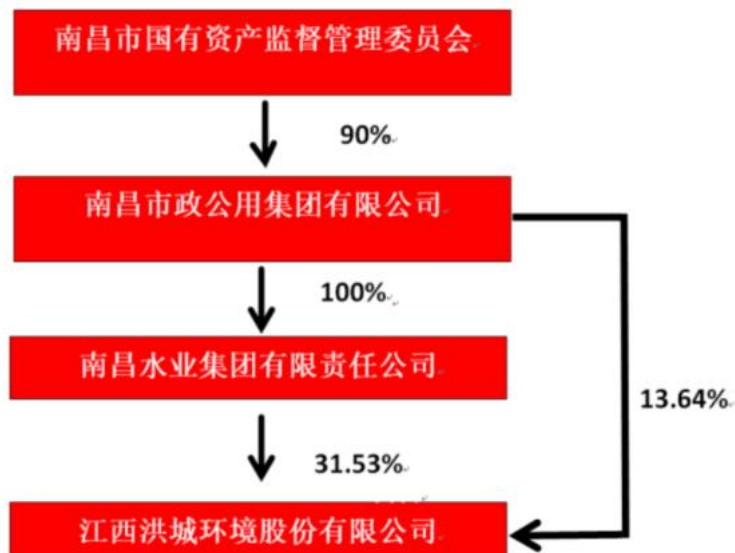 南昌市国有资产监督管理委员会
90%
南昌市政公用集团有限公司
100%
南昌水业集团有限责任公司
13.64%
31.53%
江西洪城环境股份有限公司